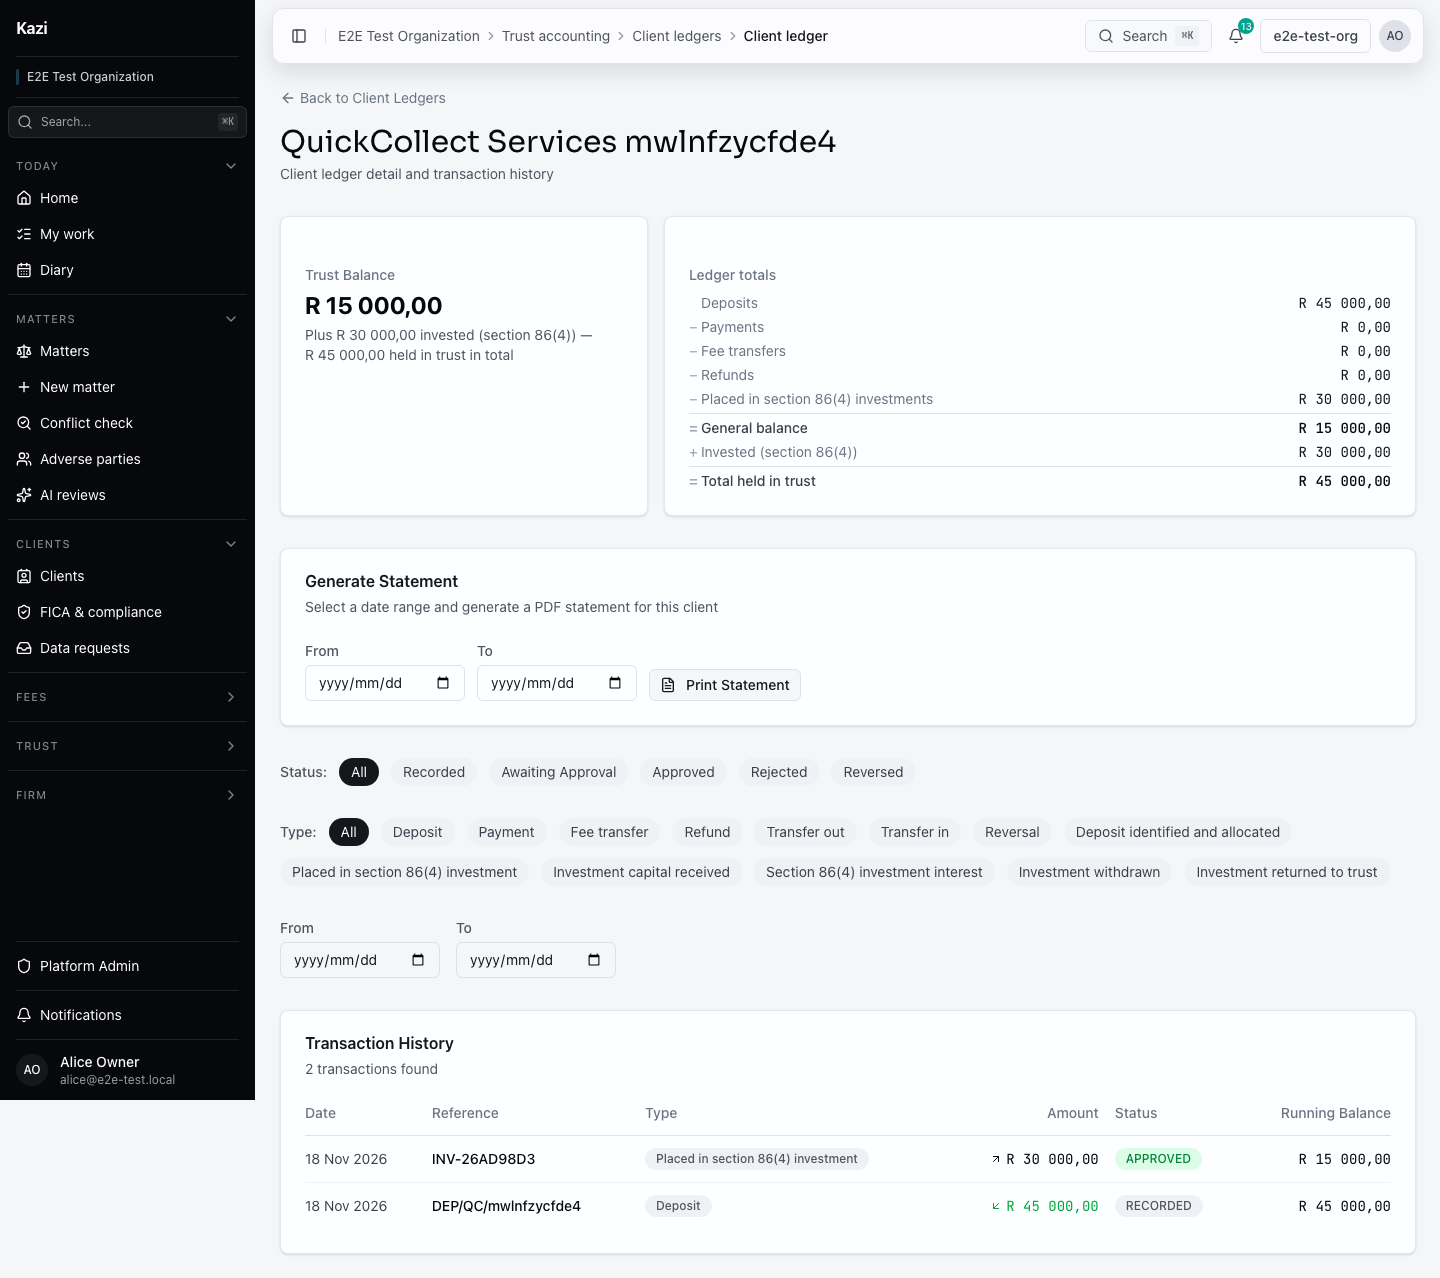 Kazi
E2E Test Organization
Search... ⌘K
TODAY
Home
My work
Diary
MATTERS
Matters
New matter
Conflict check
Adverse parties
AI reviews
CLIENTS
Clients
FICA & compliance
Data requests
FEES
TRUST
FIRM
Platform Admin
Notifications
AO
Alice Owner
alice@e2e-test.local
E2E Test Organization > Trust accounting > Client ledgers > Client ledger
Search ⌘K
13
e2e-test-org
AO
← Back to Client Ledgers
QuickCollect Services mwlnfzycfde4
Client ledger detail and transaction history
Trust Balance
R 15 000,00
Plus R 30 000,00 invested (section 86(4)) —
R 45 000,00 held in trust in total
Ledger totals
Deposits R 45 000,00
– Payments R 0,00
– Fee transfers R 0,00
– Refunds R 0,00
– Placed in section 86(4) investments R 30 000,00
= General balance R 15 000,00
+ Invested (section 86(4)) R 30 000,00
= Total held in trust R 45 000,00
Generate Statement
Select a date range and generate a PDF statement for this client
From To
yyyy/mm/dd yyyy/mm/dd Print Statement
Status: All Recorded Awaiting Approval Approved Rejected Reversed
Type: All Deposit Payment Fee transfer Refund Transfer out Transfer in Reversal Deposit identified and allocated
Placed in section 86(4) investment Investment capital received Section 86(4) investment interest Investment withdrawn Investment returned to trust
From To
yyyy/mm/dd yyyy/mm/dd
Transaction History
2 transactions found
Date Reference Type Amount Status Running Balance
18 Nov 2026 INV-26AD98D3 Placed in section 86(4) investment ↗ R 30 000,00 APPROVED R 15 000,00
18 Nov 2026 DEP/QC/mwlnfzycfde4 Deposit ↙ R 45 000,00 RECORDED R 45 000,00